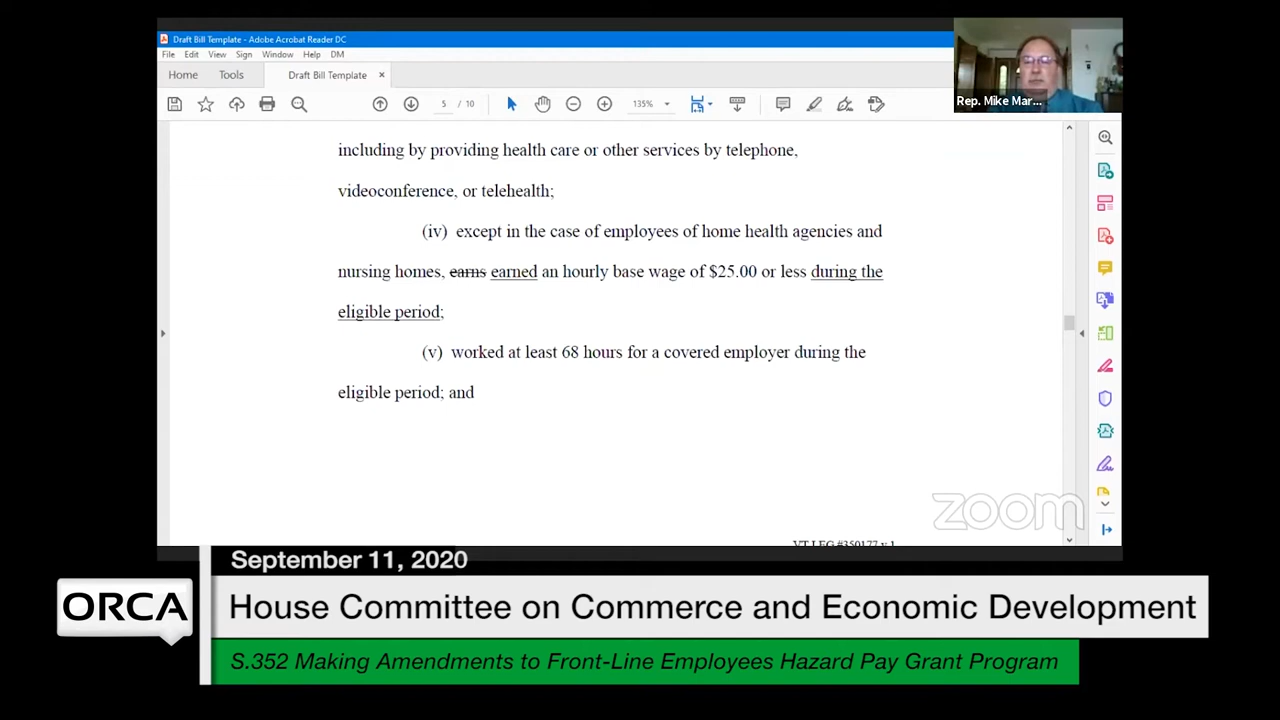 Draft Bill Template - Adobe Acrobat Reader DC
File Edit View Sign Window Help DM
Home Tools Draft Bill Template ×
5 / 10 135%
Rep. Mike Mar...
including by providing health care or other services by telephone,
videoconference, or telehealth;
(iv) except in the case of employees of home health agencies and
nursing homes, earns earned an hourly base wage of $25.00 or less during the
eligible period;
(v) worked at least 68 hours for a covered employer during the
eligible period; and
zoom
VT LEG #350177 v.1
September 11, 2020
ORCA
House Committee on Commerce and Economic Development
S.352 Making Amendments to Front-Line Employees Hazard Pay Grant Program